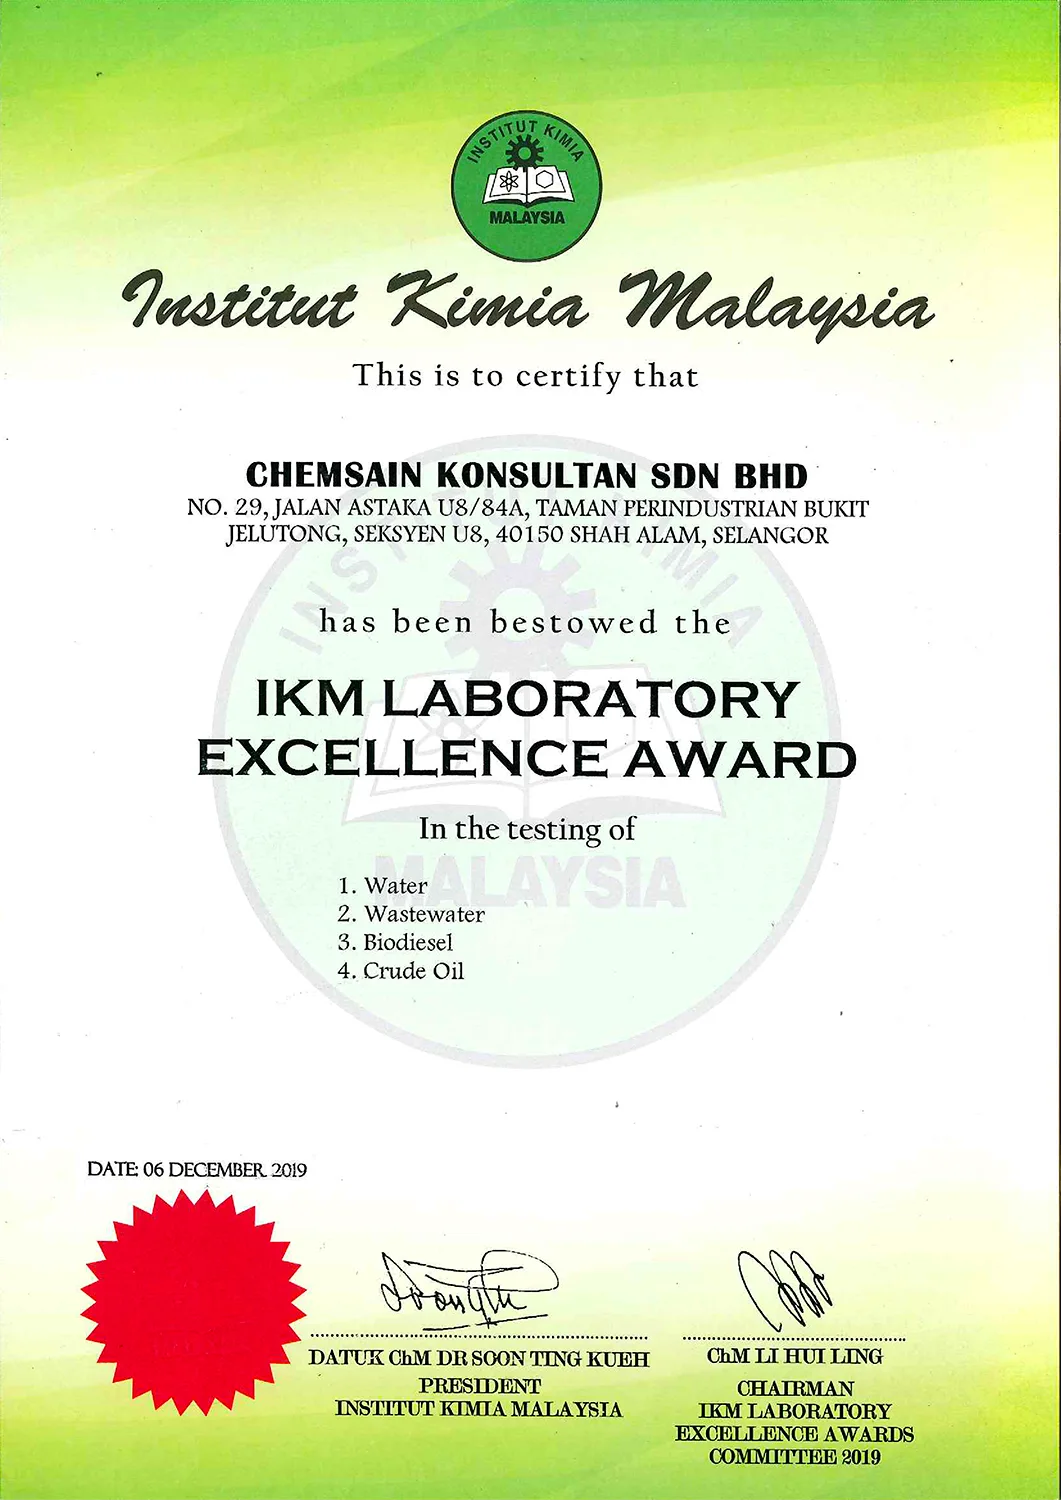 INSTITUT KIMIA
MALAYSIA
Institut Kimia Malaysia
This is to certify that
CHEMSAIN KONSULTAN SDN BHD
NO. 29, JALAN ASTAKA U8/84A, TAMAN PERINDUSTRIAN BUKIT
JELUTONG, SEKSYEN U8, 40150 SHAH ALAM, SELANGOR
has been bestowed the
IKM LABORATORY
EXCELLENCE AWARD
In the testing of
1. Water
2. Wastewater
3. Biodiesel
4. Crude Oil
INSTITUT KIMIA
MALAYSIA
DATE: 06 DECEMBER 2019
DATUK ChM DR SOON TING KUEH
PRESIDENT
INSTITUT KIMIA MALAYSIA
ChM LI HUI LING
CHAIRMAN
IKM LABORATORY
EXCELLENCE AWARDS
COMMITTEE 2019